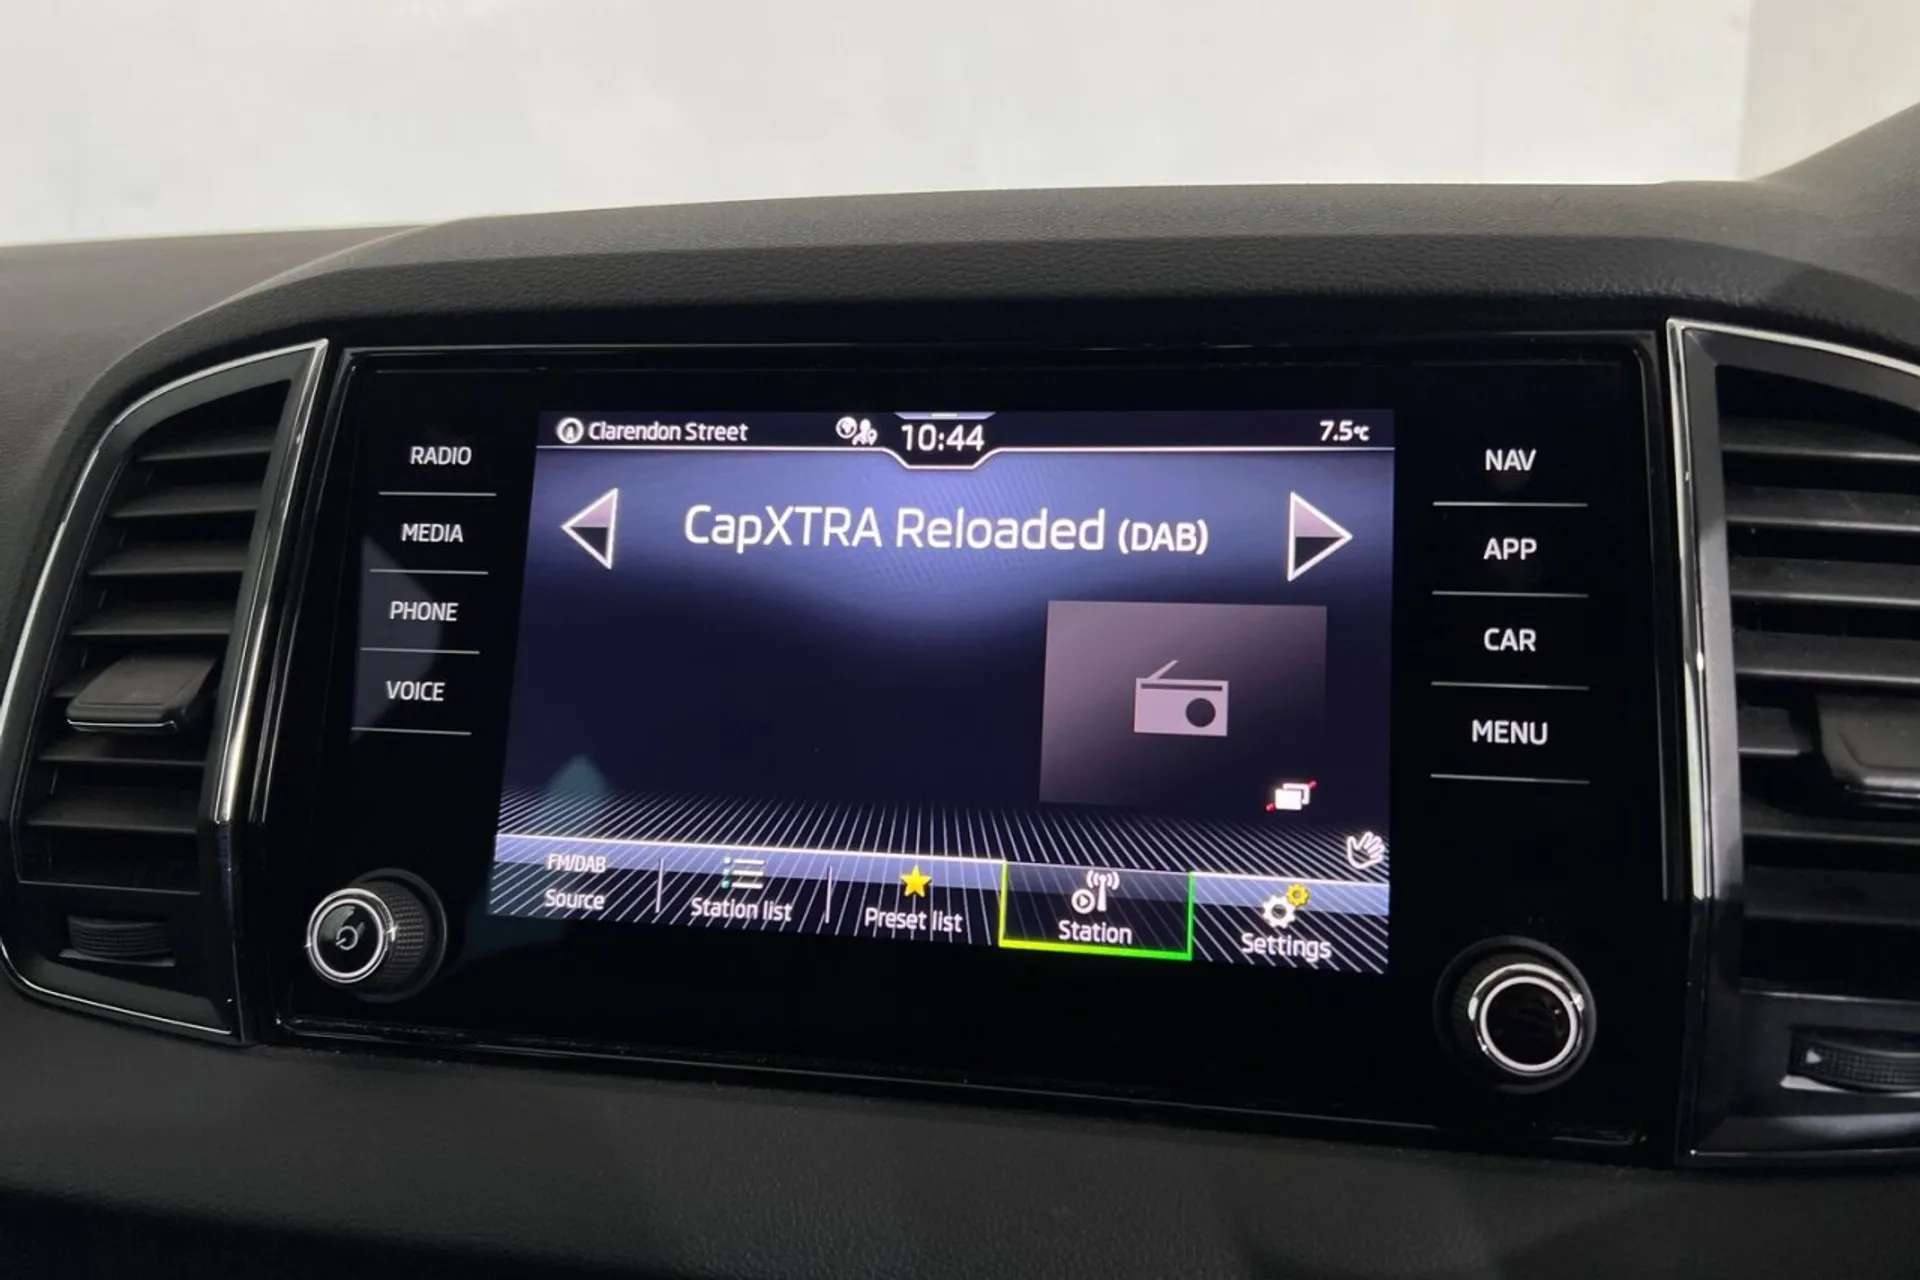 Clarendon Street 10:44 7.5°C
RADIO
MEDIA
PHONE
VOICE
CapXTRA Reloaded (DAB)
FM/DAB
Source
Station list
Preset list
Station
Settings
NAV
APP
CAR
MENU